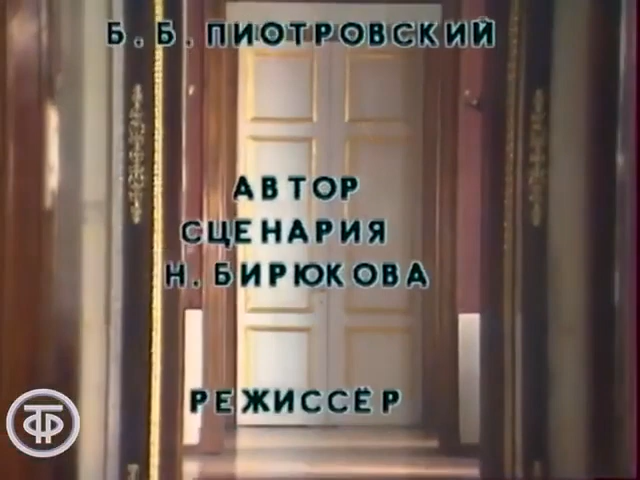 Б. Б. ПИОТРОВСКИЙ
АВТОР
СЦЕНАРИЯ
Н. БИРЮКОВА
РЕЖИССЁР